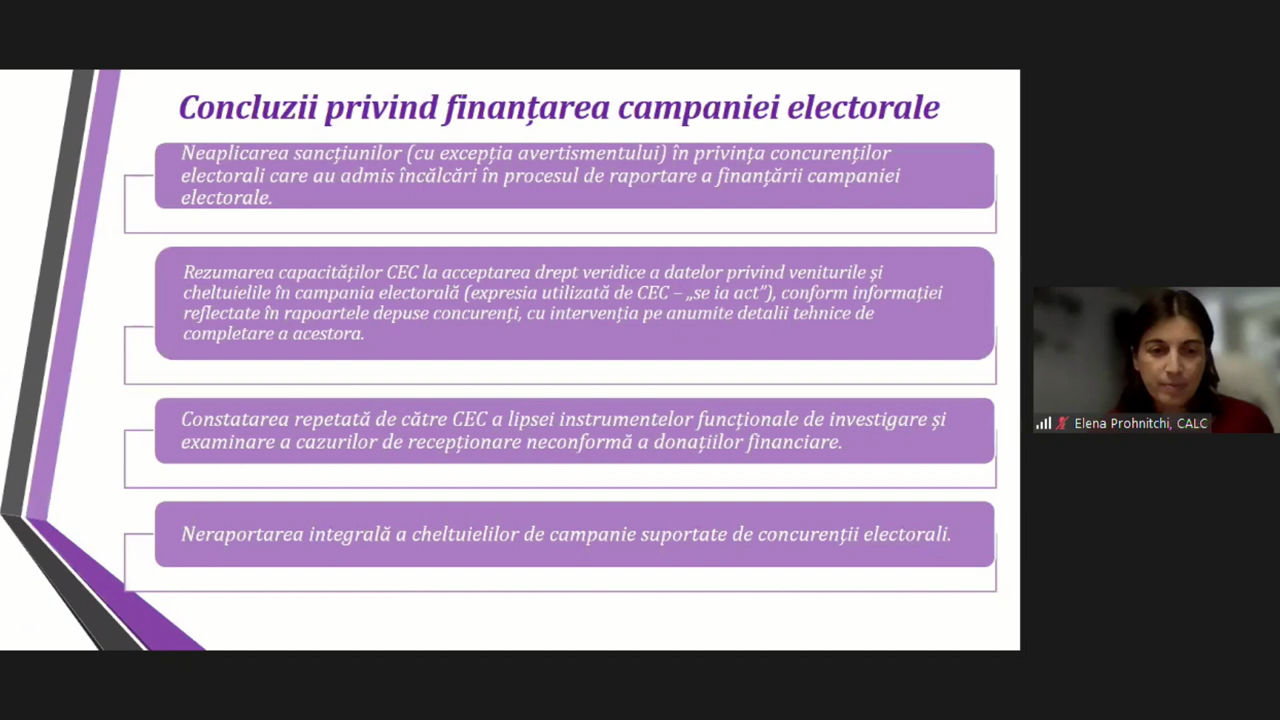 Concluzii privind finanțarea campaniei electorale
Neaplicarea sancțiunilor (cu excepția avertismentului) în privința concurenților
electorali care au admis încălcări în procesul de raportare a finanțării campaniei
electorale.
Rezumarea capacităților CEC la acceptarea drept veridice a datelor privind veniturile și
cheltuielile în campania electorală (expresia utilizată de CEC – „se ia act”), conform informației
reflectate în rapoartele depuse concurenți, cu intervenția pe anumite detalii tehnice de
completare a acestora.
Constatarea repetată de către CEC a lipsei instrumentelor funcționale de investigare și
examinare a cazurilor de recepționare neconformă a donațiilor financiare.
Neraportarea integrală a cheltuielilor de campanie suportate de concurenții electorali.
Elena Prohnitchi, CALC